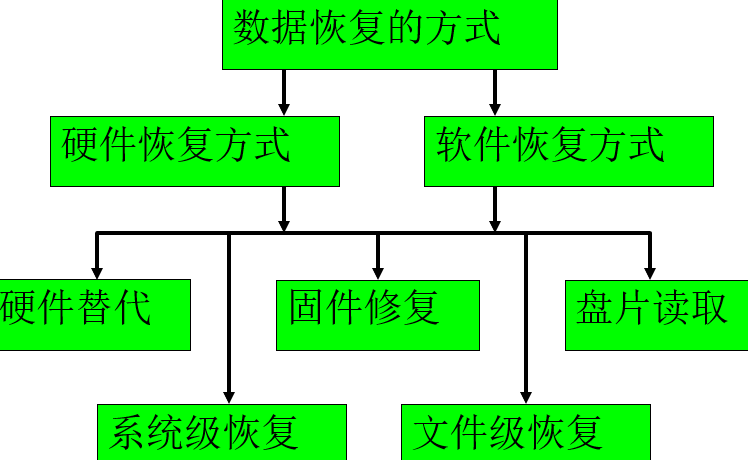 数据恢复的方式
硬件恢复方式
软件恢复方式
硬件替代
固件修复
盘片读取
系统级恢复
文件级恢复